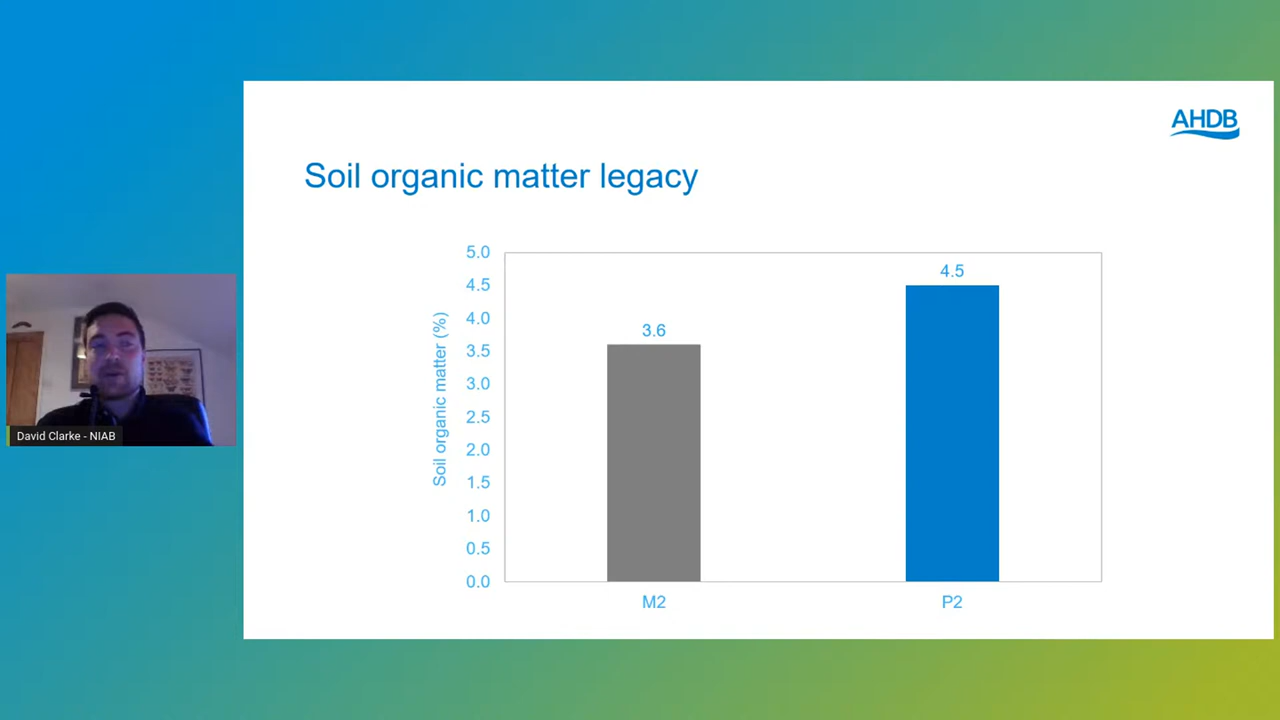 AHDB
Soil organic matter legacy
Soil organic matter (%)
5.0
4.5
4.0
3.5
3.0
2.5
2.0
1.5
1.0
0.5
0.0
3.6
4.5
M2
P2
David Clarke - NIAB